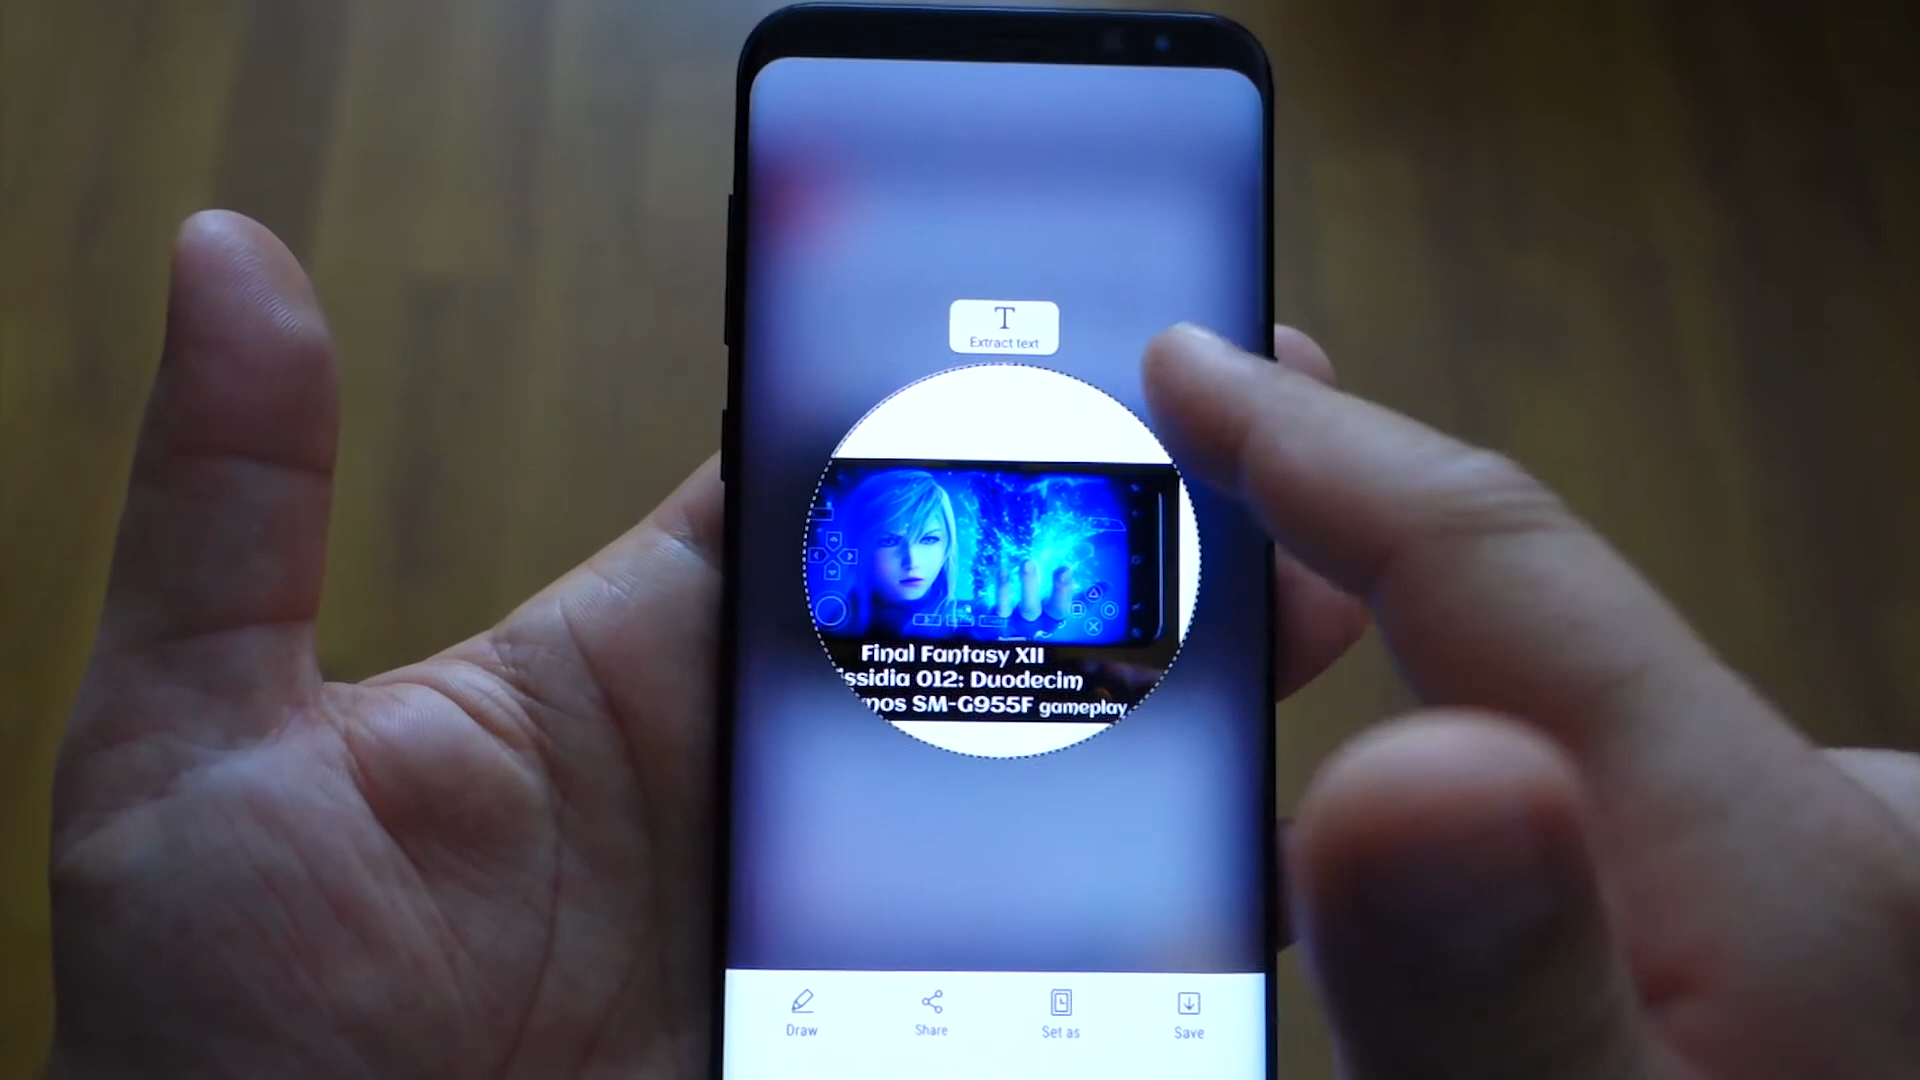 T
Extract text
Final Fantasy XII
ssidia 012: Duodecim
nos SM-G955F gameplay
Draw
Share
Set as
Save